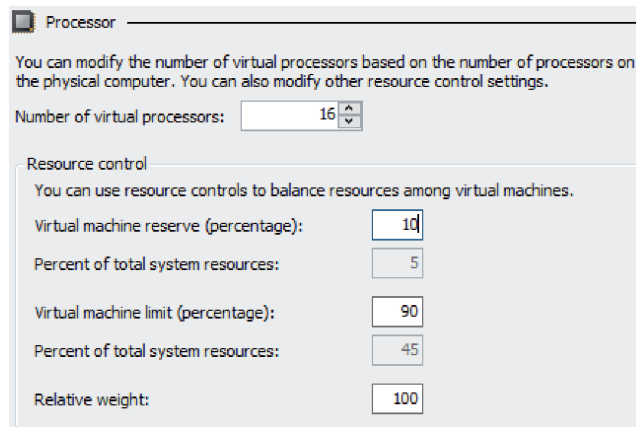 Processor
You can modify the number of virtual processors based on the number of processors on
the physical computer. You can also modify other resource control settings.
Number of virtual processors: 16
Resource control
You can use resource controls to balance resources among virtual machines.
Virtual machine reserve (percentage): 10
Percent of total system resources: 5
Virtual machine limit (percentage): 90
Percent of total system resources: 45
Relative weight: 100